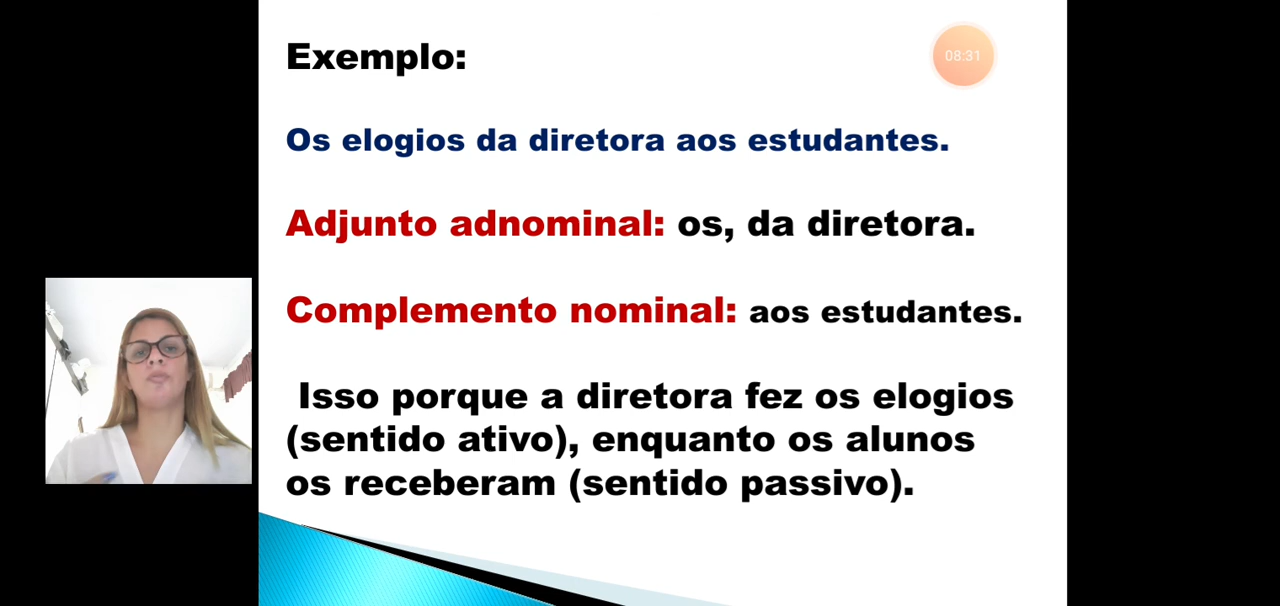 Exemplo:
08:31
Os elogios da diretora aos estudantes.
Adjunto adnominal: os, da diretora.
Complemento nominal: aos estudantes.
Isso porque a diretora fez os elogios
(sentido ativo), enquanto os alunos
os receberam (sentido passivo).